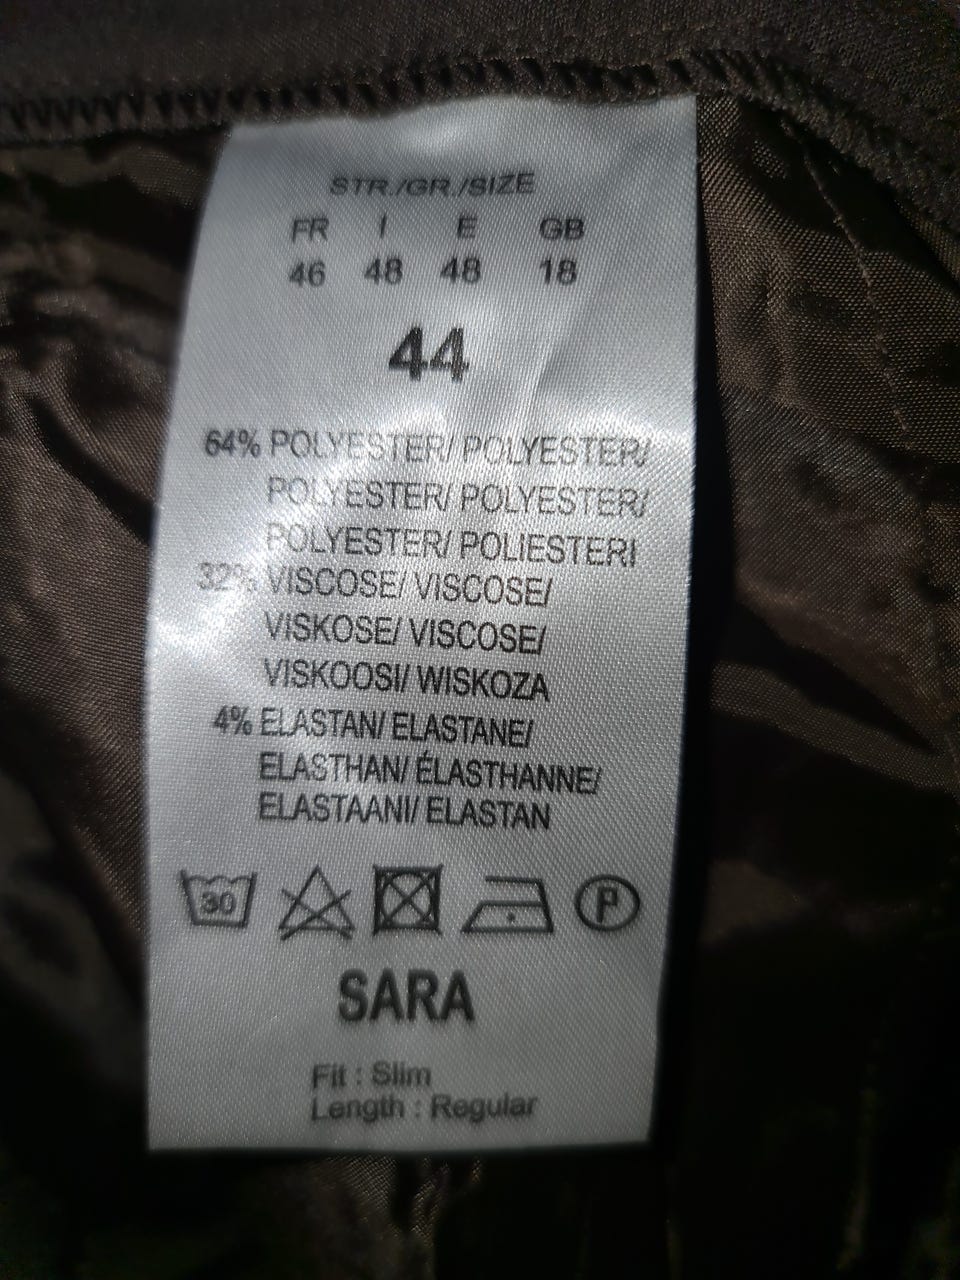 STR./GR./SIZE
FR I E GB
46 48 48 18
44
64% POLYESTER/ POLYESTER/
POLYESTER/ POLYESTER/
POLYESTER/ POLIESTERI
32% VISCOSE/ VISCOSE/
VISKOSE/ VISCOSE/
VISKOOSI/ WISKOZA
4% ELASTAN/ ELASTANE/
ELASTHAN/ ÉLASTHANNE/
ELASTAANI/ ELASTAN
30 P
SARA
Fit : Slim
Length : Regular